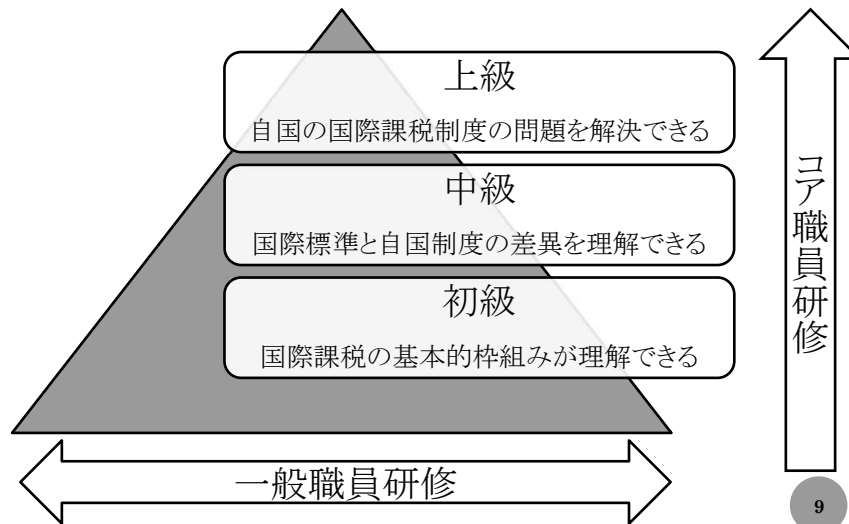 上級
自国の国際課税制度の問題を解決できる
中級
国際標準と自国制度の差異を理解できる
初級
国際課税の基本的枠組みが理解できる
コア職員研修
一般職員研修
9